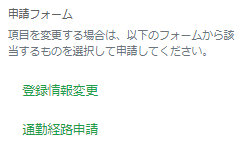 申請フォーム
項目を変更する場合は、以下のフォームから該
当するものを選択して申請してください。
登録情報変更
通勤経路申請